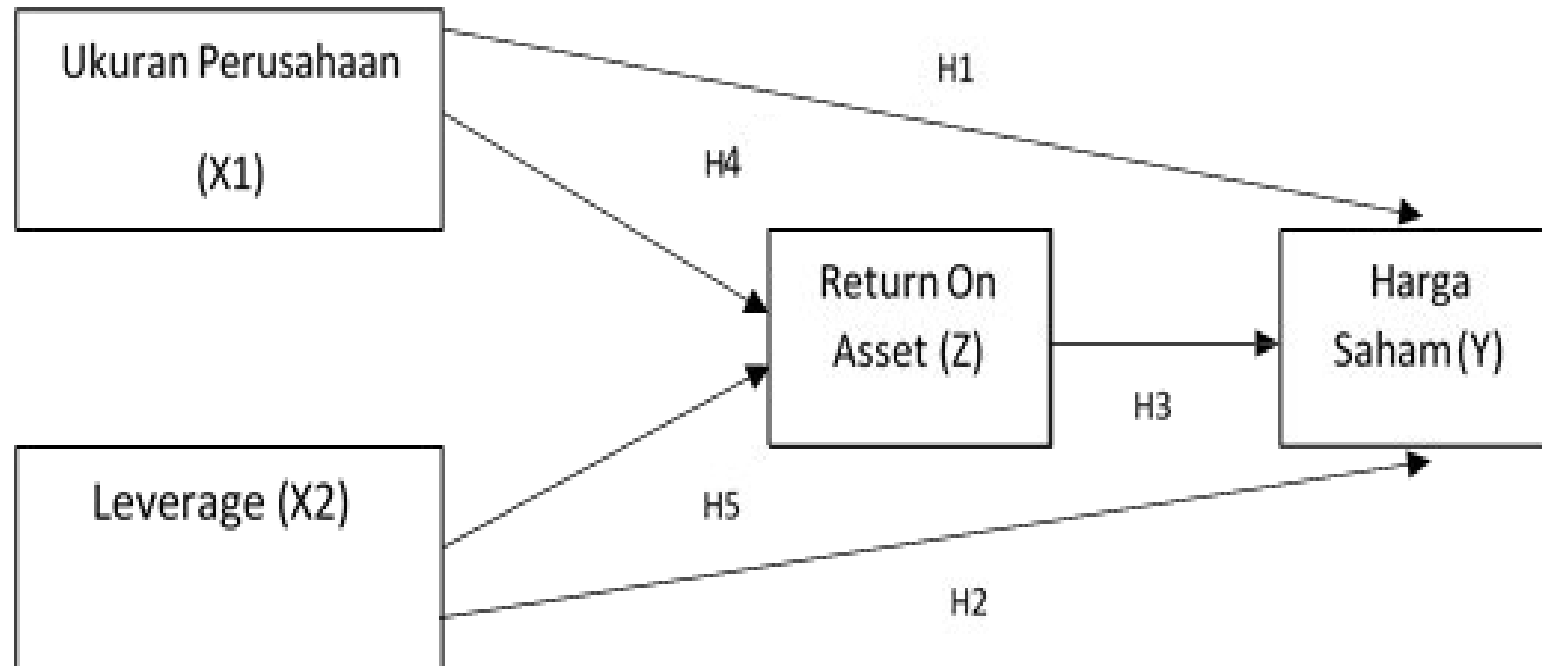 Ukuran Perusahaan
(X1)
H1
H4
Return On
Asset (Z)
Harga
Saham (Y)
H3
Leverage (X2)
H5
H2